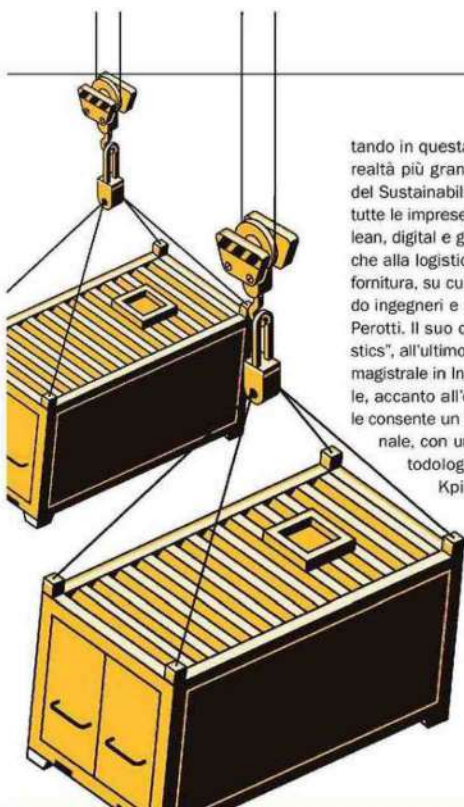 tando in questa
realtà più gran
del Sustainabil
tutte le imprese
lean, digital e g
che alla logistic
fornitura, su cu
do ingegneri e
Perotti. Il suo c
stics", all'ultimo
magistrale in In
le, accanto all'
le consente un
nale, con un
todolog
Kpi